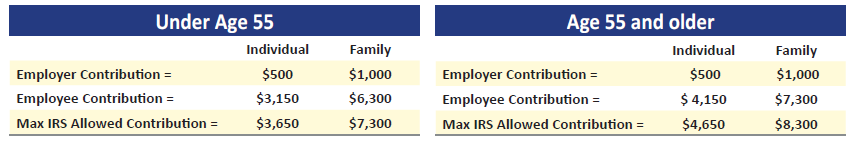 Under Age 55
Individual Family
Employer Contribution = $500 $1,000
Employee Contribution = $3,150 $6,300
Max IRS Allowed Contribution = $3,650 $7,300
Age 55 and older
Individual Family
Employer Contribution = $500 $1,000
Employee Contribution = $ 4,150 $7,300
Max IRS Allowed Contribution = $4,650 $8,300